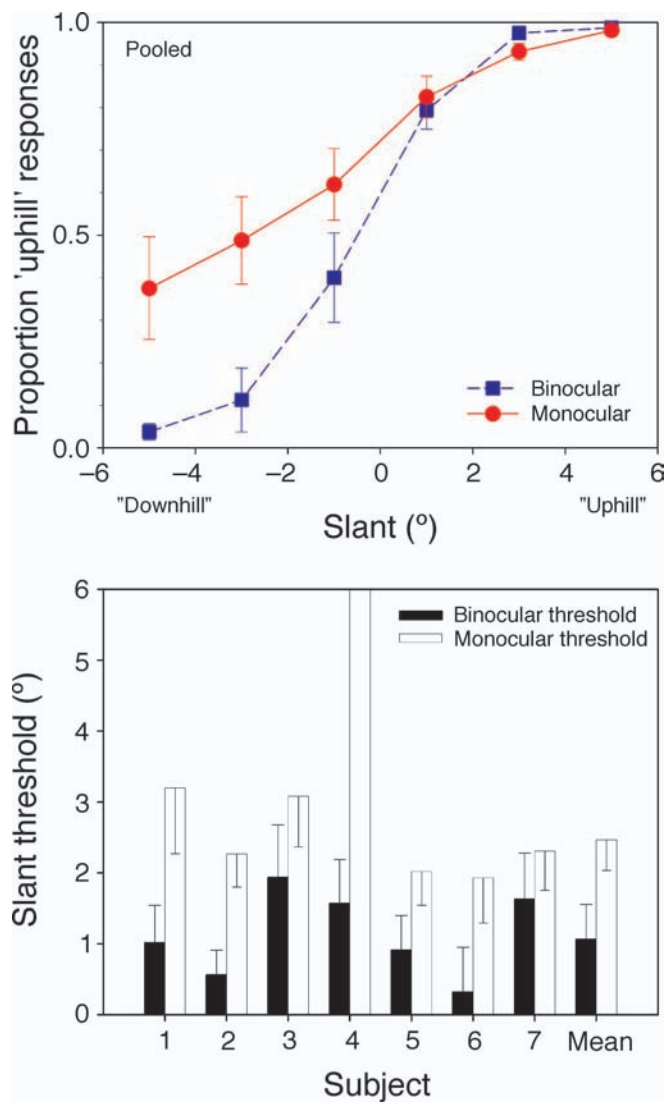 1.0
Pooled
0.5
0.0
Proportion 'uphill' responses
Binocular
Monocular
–6 –4 –2 0 2 4 6
"Downhill" "Uphill"
Slant (º)
6
5
4
3
2
1
0
Slant threshold (º)
Binocular threshold
Monocular threshold
1 2 3 4 5 6 7 Mean
Subject